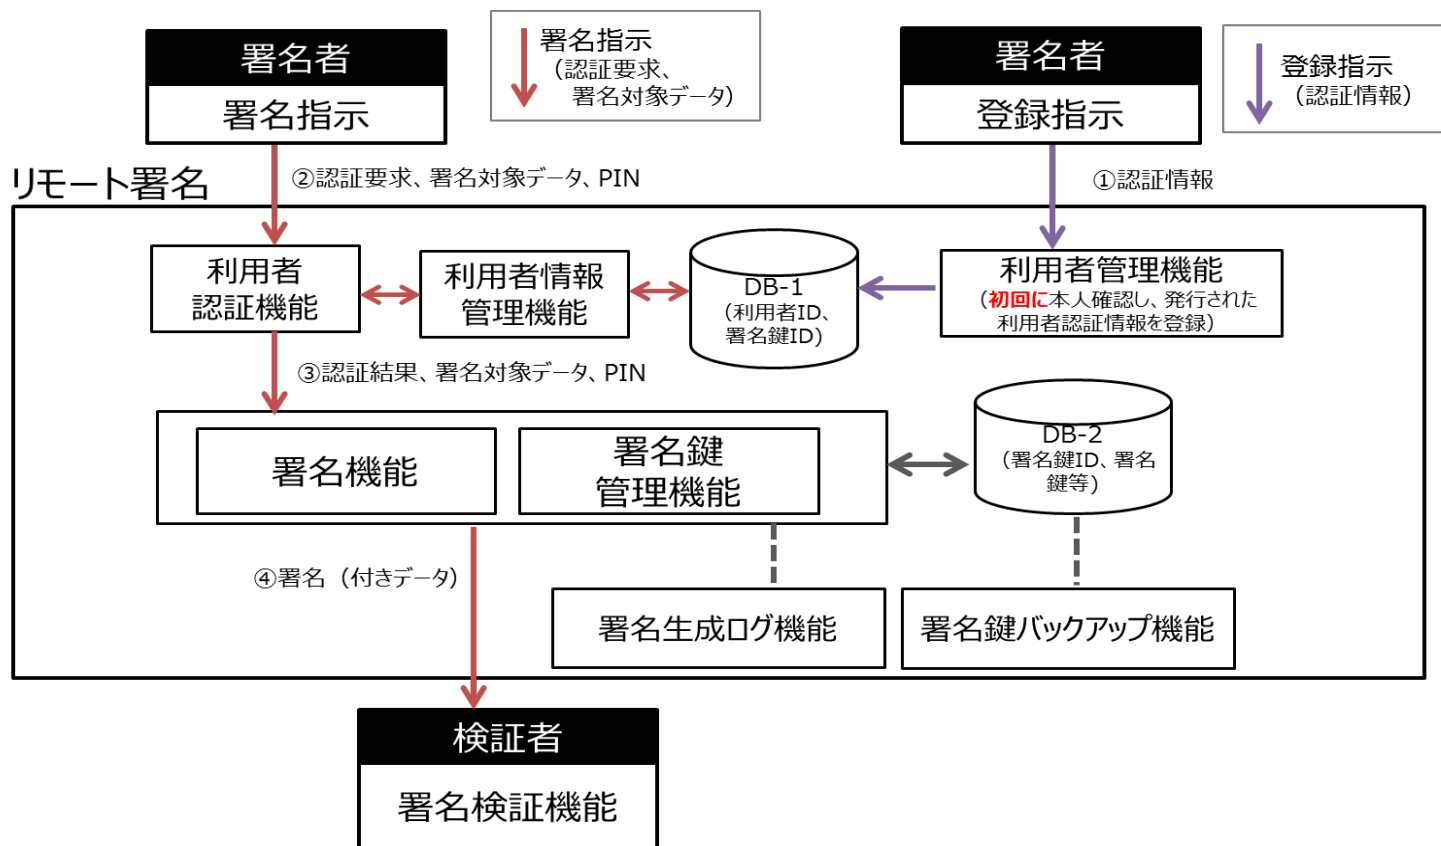 署名者
署名指示
署名指示
（認証要求、
署名対象データ）
署名者
登録指示
登録指示
（認証情報）
リモート署名
②認証要求、署名対象データ、PIN
①認証情報
利用者
認証機能
利用者情報
管理機能
DB-1
（利用者ID、
署名鍵ID）
利用者管理機能
（初回に本人確認し、発行された
利用者認証情報を登録）
③認証結果、署名対象データ、PIN
署名機能
署名鍵
管理機能
DB-2
（署名鍵ID、署名
鍵等）
④署名（付きデータ）
署名生成ログ機能
署名鍵バックアップ機能
検証者
署名検証機能